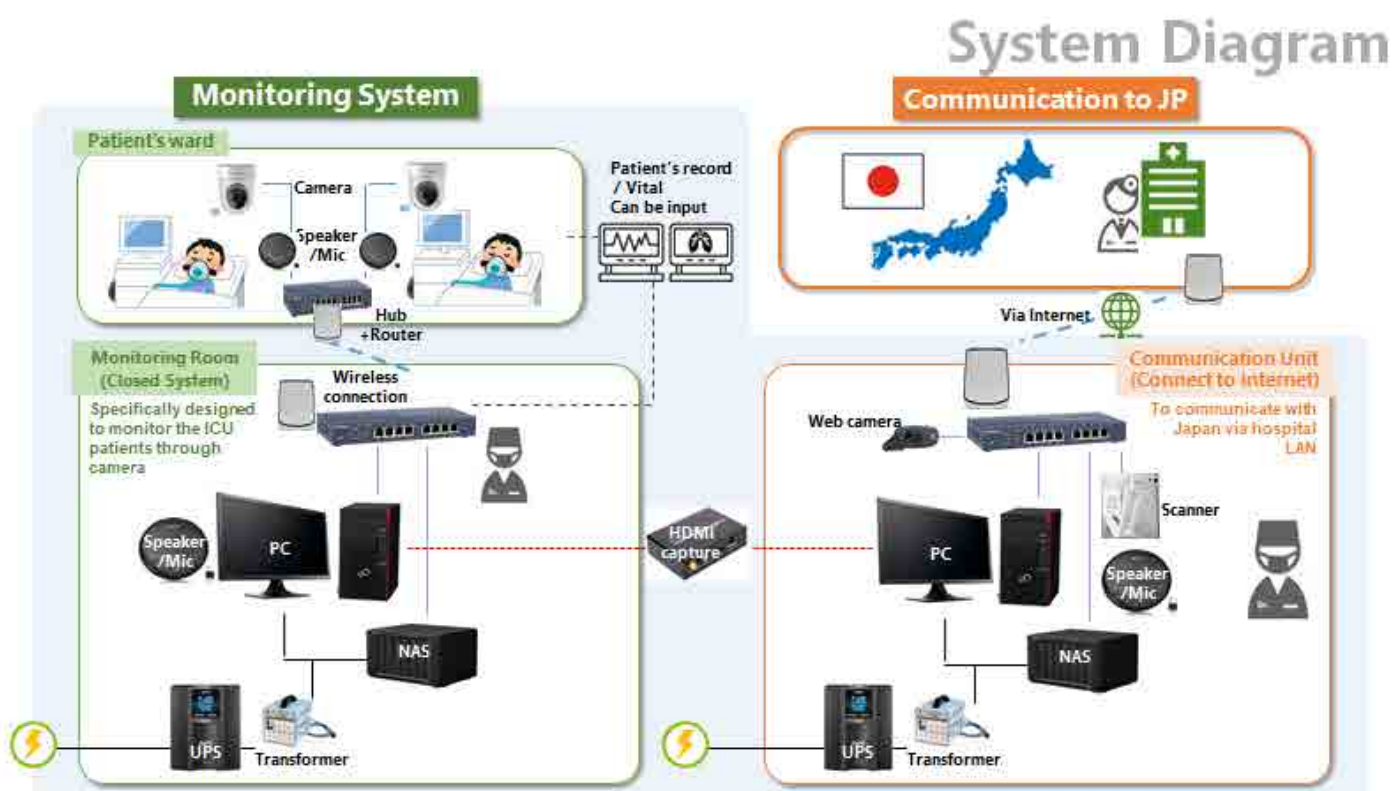 System Diagram
Monitoring System
Communication to JP
Patient's ward
Camera
Speaker
/Mic
Hub
+Router
Patient's record
/ Vital
Can be input
Via Internet
Monitoring Room
(Closed System)
Specifically designed
to monitor the ICU
patients through
camera
Wireless
connection
Speaker
/Mic
PC
NAS
UPS
Transformer
HDMI
capture
Communication Unit
(Connect to Internet)
To communicate with
Japan via hospital
LAN
Web camera
Scanner
PC
Speaker
/Mic
NAS
UPS
Transformer